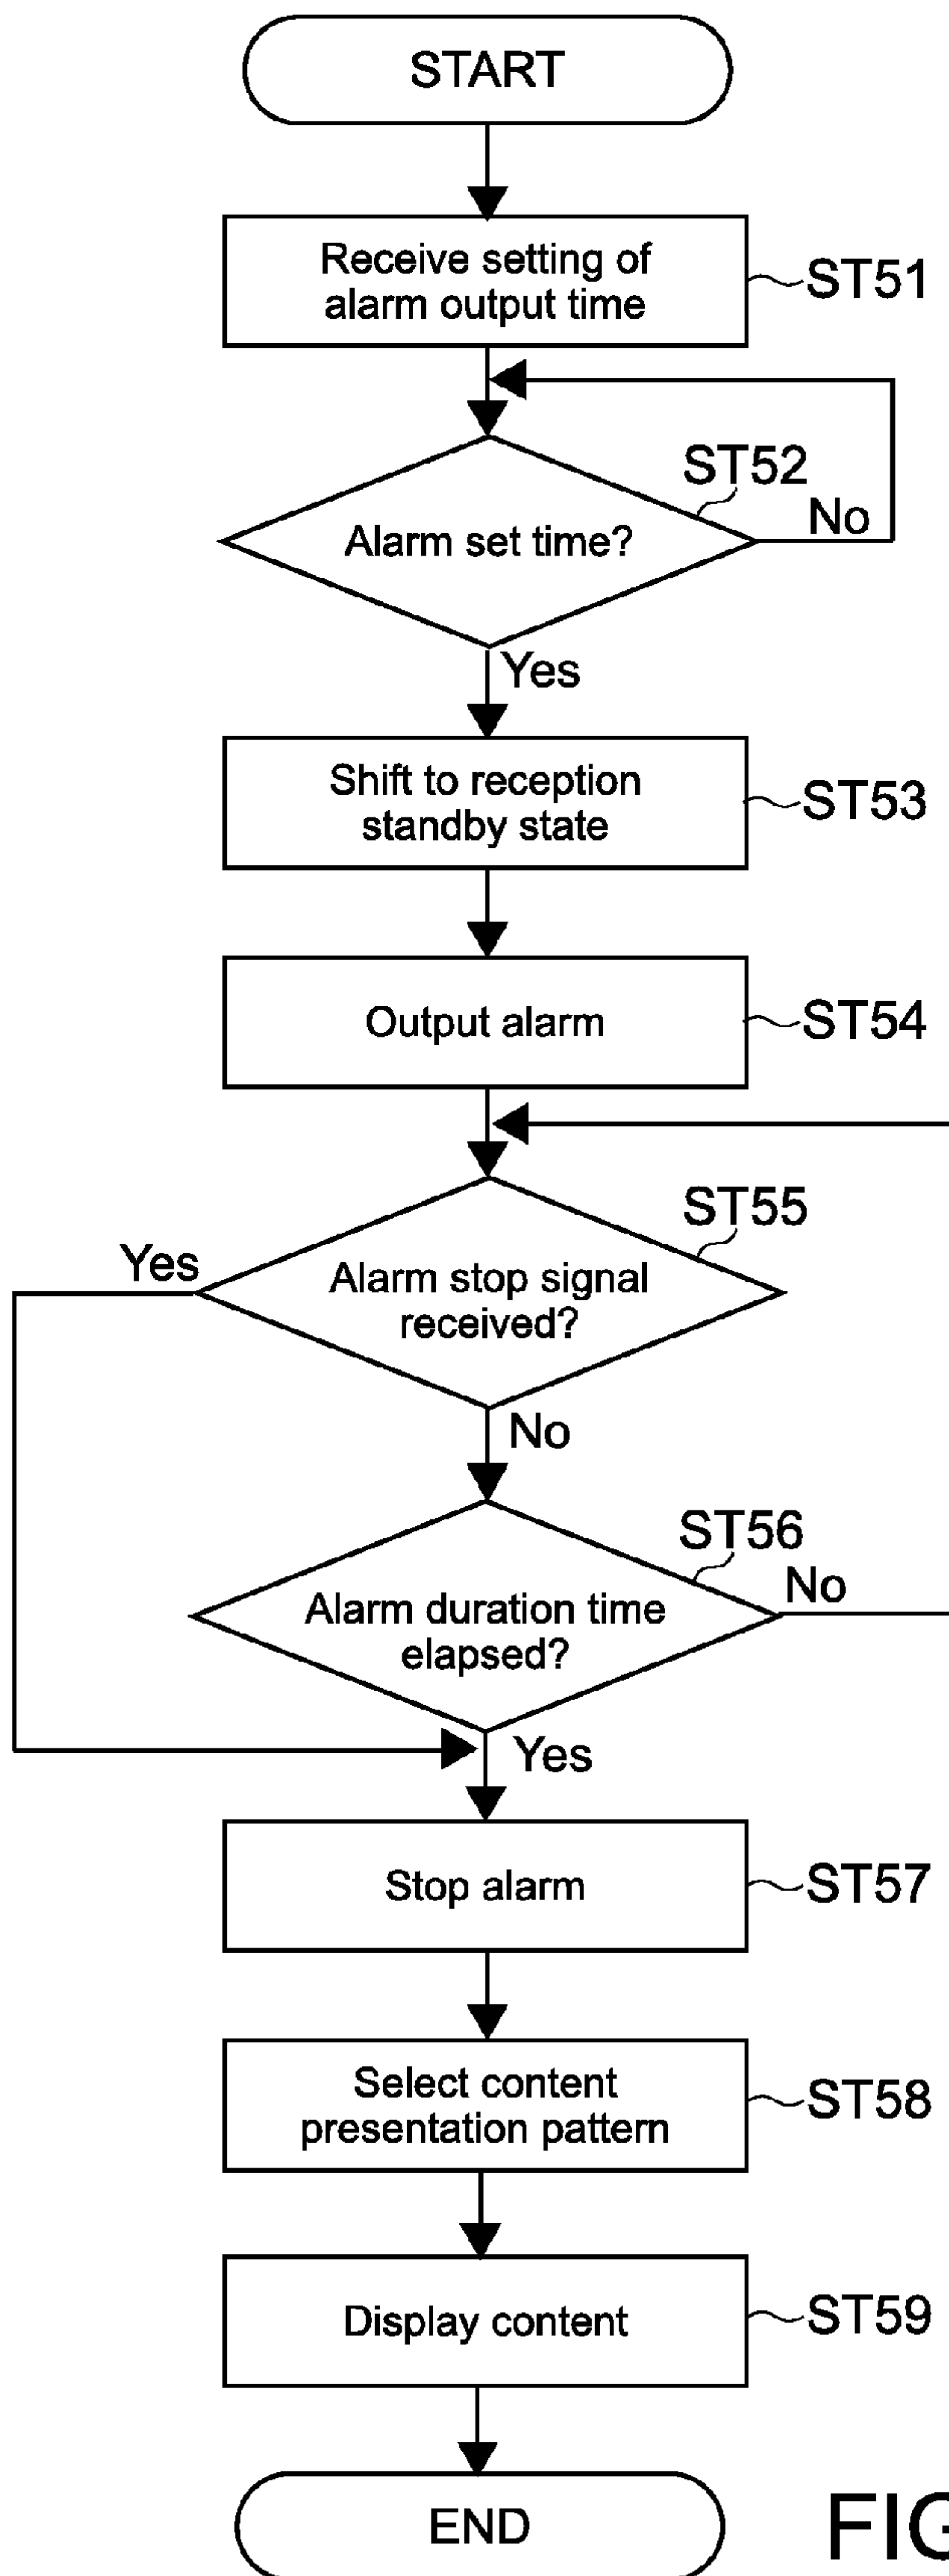 START
Receive setting of
alarm output time
ST51
ST52
Alarm set time?
No
Yes
Shift to reception
standby state
ST53
Output alarm
ST54
ST55
Yes
Alarm stop signal
received?
No
ST56
No
Alarm duration time
elapsed?
Yes
Stop alarm
ST57
Select content
presentation pattern
ST58
Display content
ST59
END